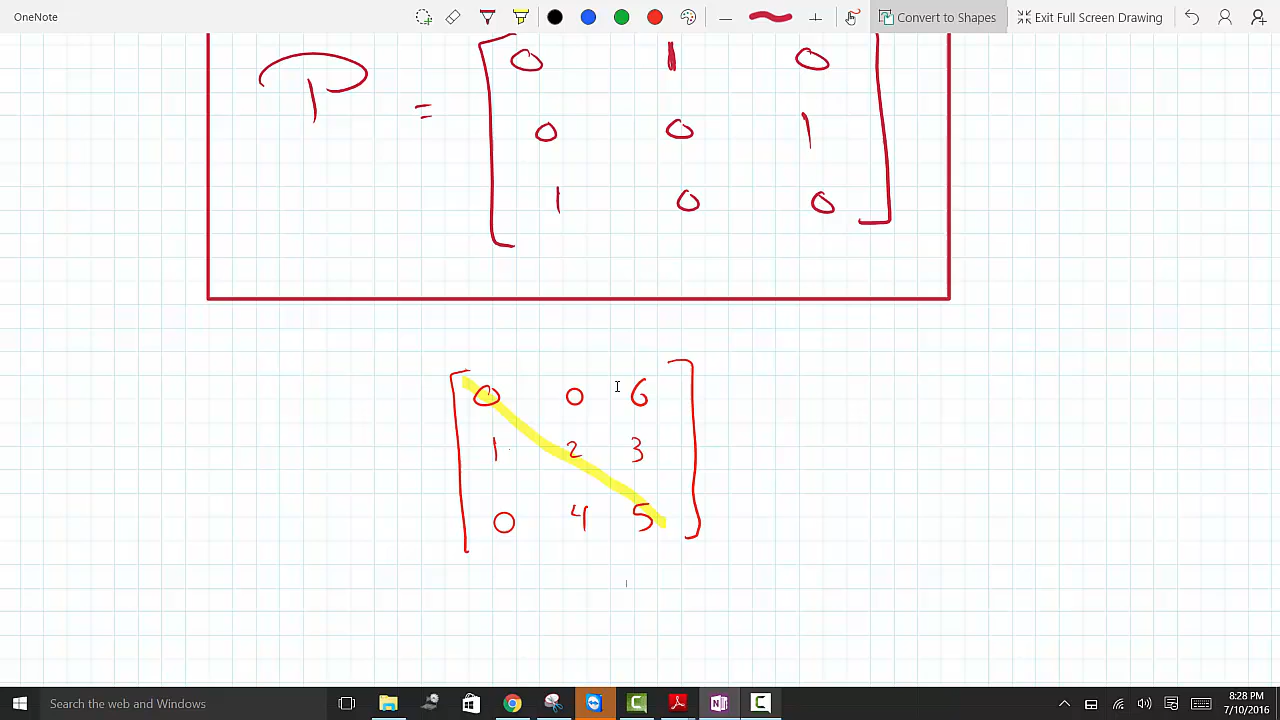 OneNote
Convert to Shapes
Exit Full Screen Drawing
0 1 0
P = 0 0 1
1 0 0
0 0 6
1 2 3
0 4 5
Search the web and Windows
8:28 PM
7/10/2016